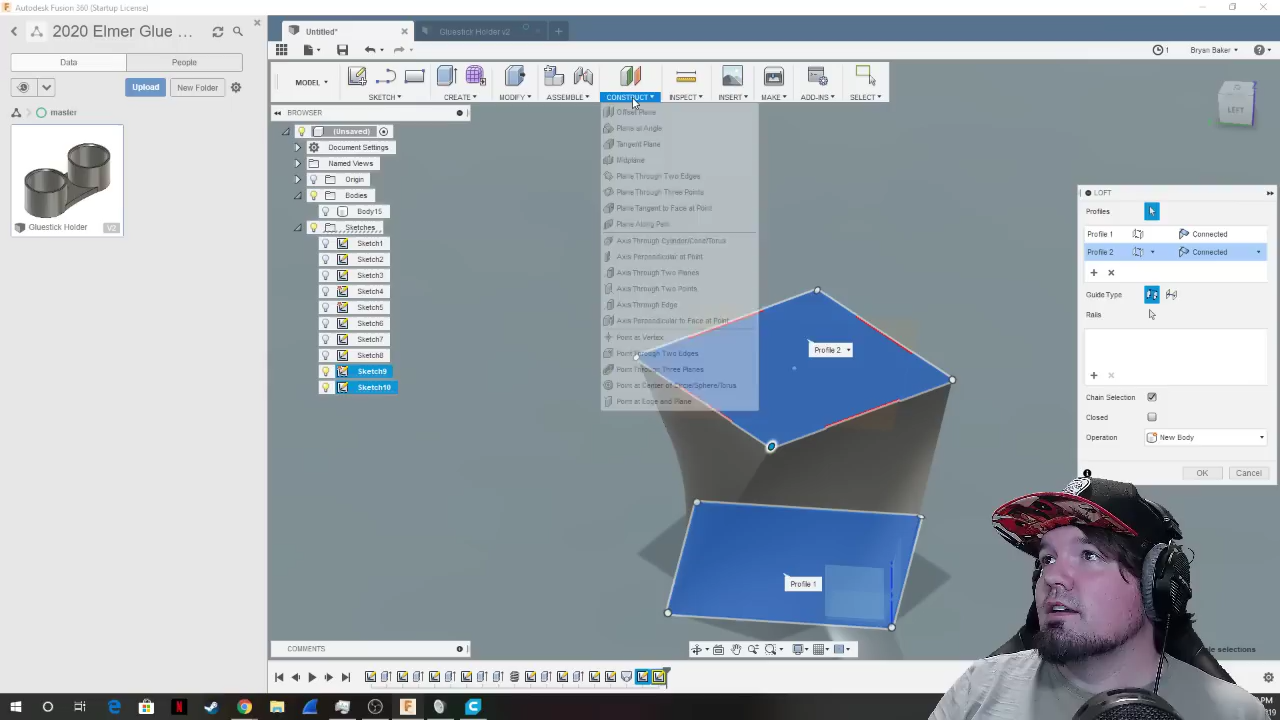 Autodesk Fusion 360 (Startup License)
2020 Elmer Glue ...
Data
People
Upload
New Folder
master
Gluestick Holder
V2
Untitled*
Gluestick Holder v2
1
Bryan Baker
MODEL
SKETCH
CREATE
MODIFY
ASSEMBLE
CONSTRUCT
INSPECT
INSERT
MAKE
ADD-INS
SELECT
Offset Plane
Plane at Angle
Tangent Plane
Midplane
Plane Through Two Edges
Plane Through Three Points
Plane Tangent to Face at Point
Plane Along Path
Axis Through Cylinder/Cone/Torus
Axis Perpendicular at Point
Axis Through Two Planes
Axis Through Two Points
Axis Through Edge
Axis Perpendicular to Face at Point
Point at Vertex
Point Through Two Edges
Point Through Three Planes
Point at Center of Circle/Sphere/Torus
Point at Edge and Plane
BROWSER
(Unsaved)
Document Settings
Named Views
Origin
Bodies
Body15
Sketches
Sketch1
Sketch2
Sketch3
Sketch4
Sketch5
Sketch6
Sketch7
Sketch8
Sketch9
Sketch10
LEFT
Profile 2
Profile 1
LOFT
Profiles
Profile 1
Connected
Profile 2
Connected
Guide Type
Rails
Chain Selection
Closed
Operation
New Body
OK
Cancel
COMMENTS
selections